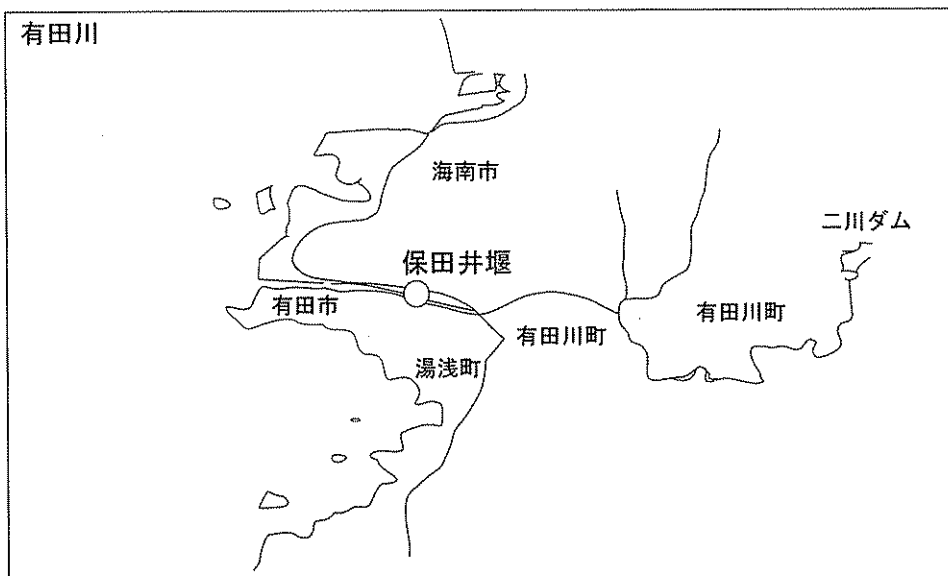 有田川
海南市
二川ダム
保田井堰
有田市
有田川町
有田川町
湯浅町